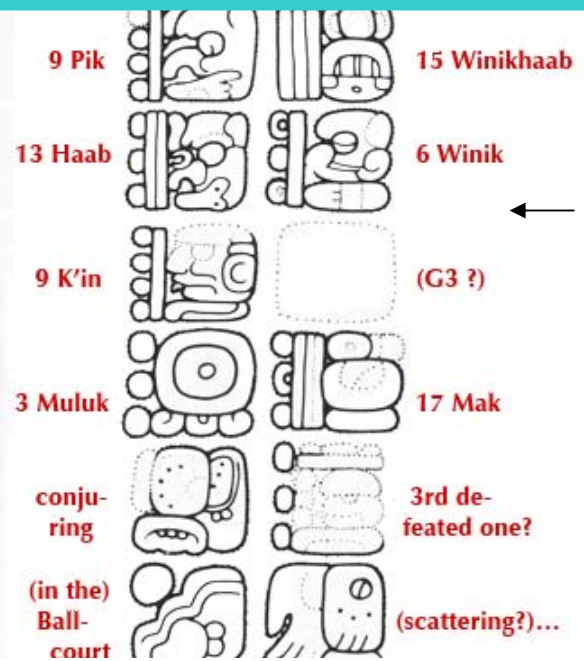 9 Pik
15 Winikhaab
13 Haab
6 Winik
9 K'in
(G3 ?)
3 Muluk
17 Mak
conju-
ring
3rd de-
feated one?
(in the)
Ball-
court
(scattering?)...